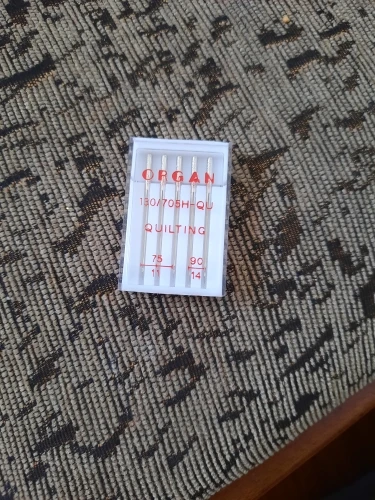 ORGAN
130/705H-QU
QUILTING
75 90
11 14